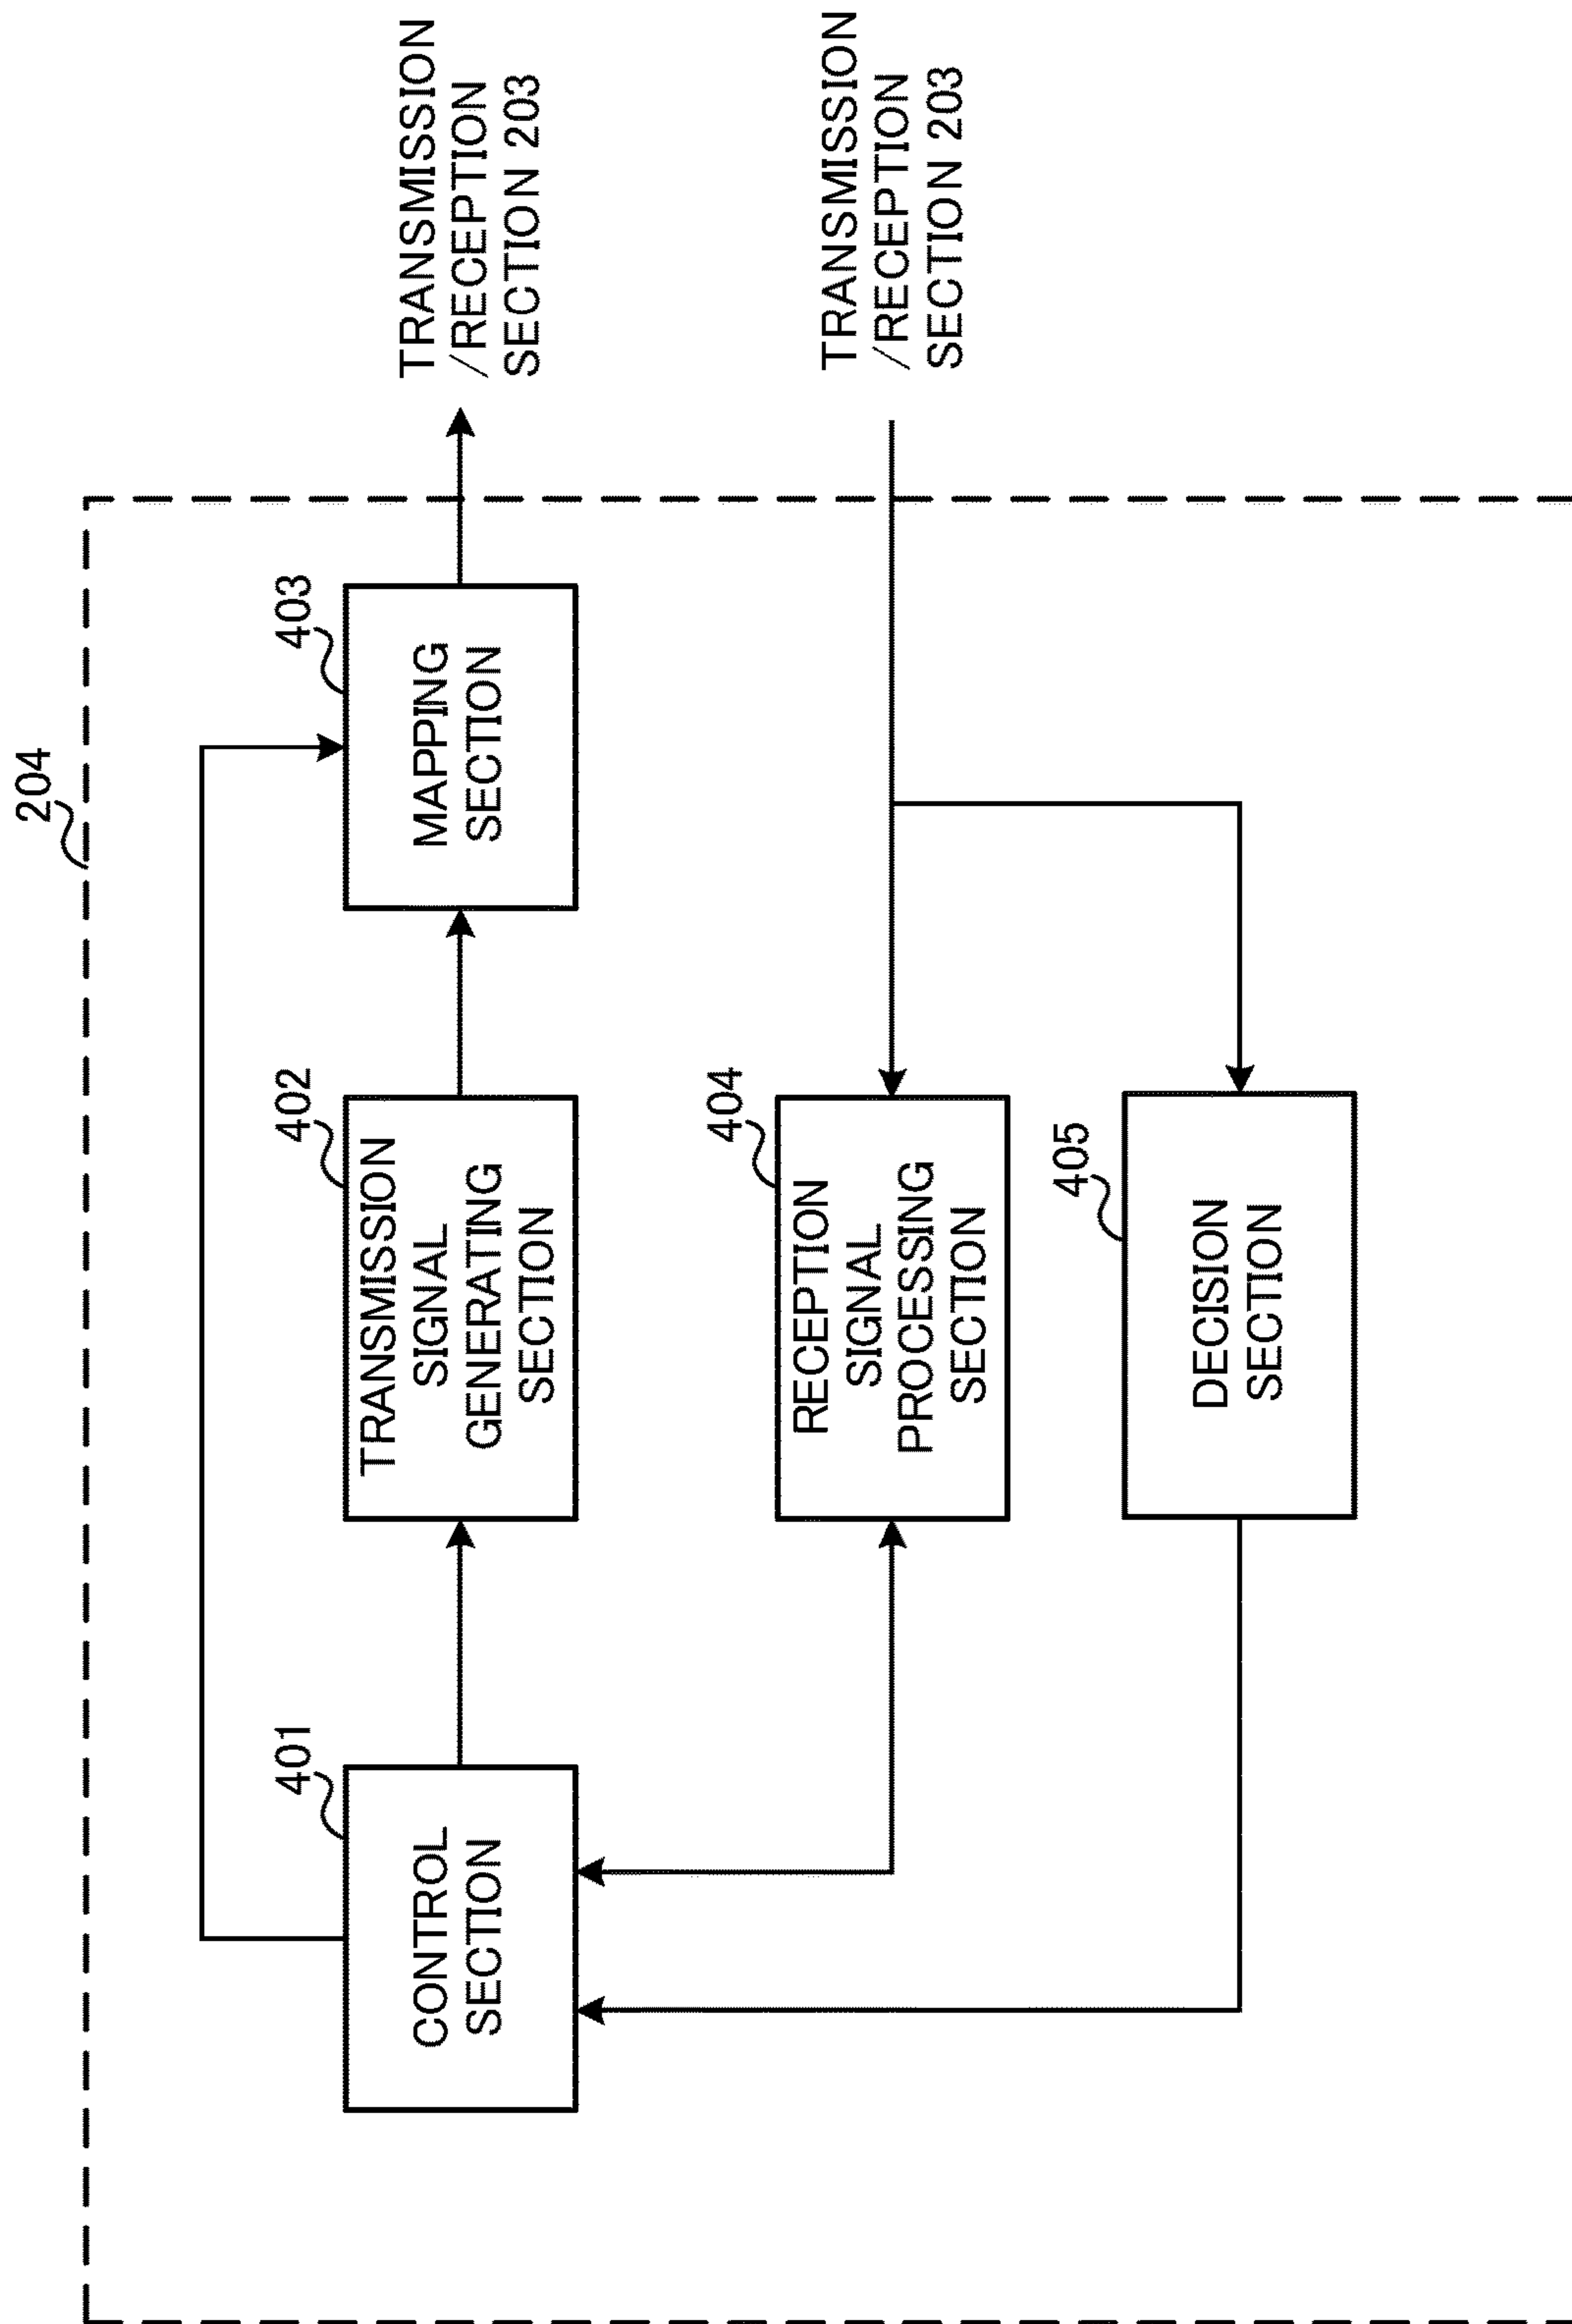 204
401
CONTROL
SECTION
402
TRANSMISSION
SIGNAL
GENERATING
SECTION
403
MAPPING
SECTION
TRANSMISSION
/RECEPTION
SECTION 203
404
RECEPTION
SIGNAL
PROCESSING
SECTION
TRANSMISSION
/RECEPTION
SECTION 203
405
DECISION
SECTION